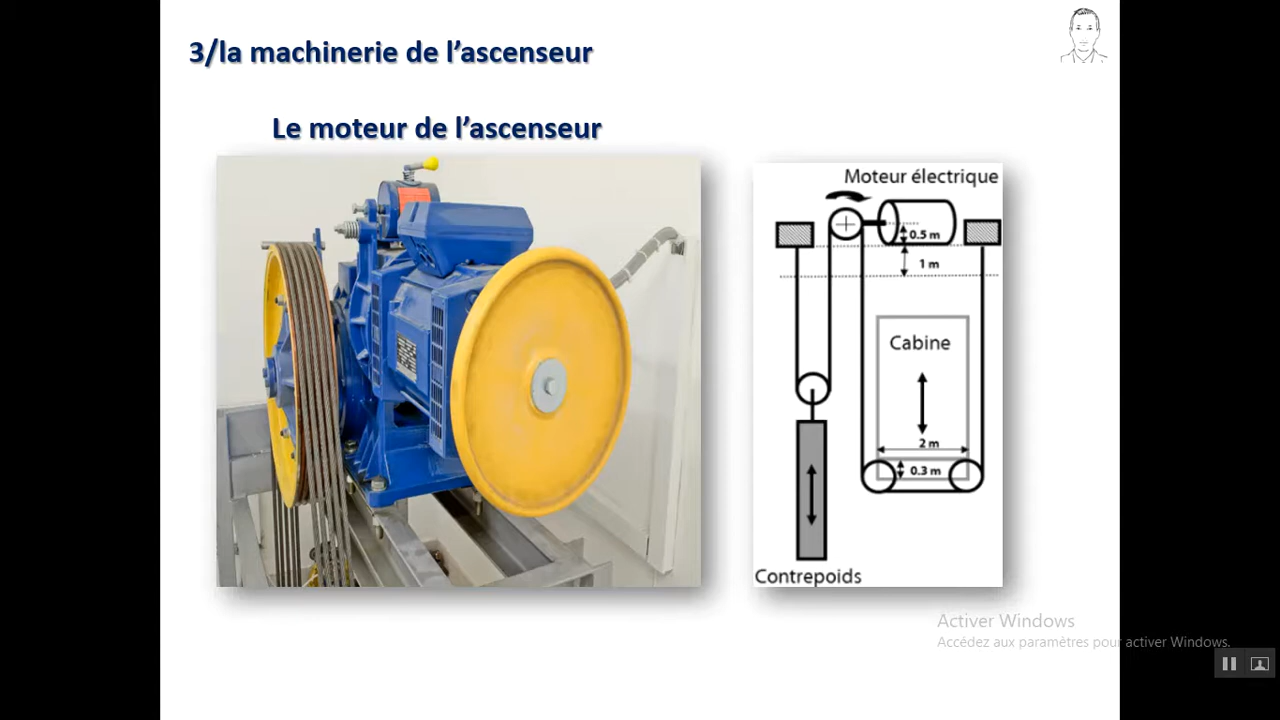 3/la machinerie de l'ascenseur
Le moteur de l'ascenseur
Moteur électrique
0.5 m
1 m
Cabine
2 m
0.3 m
Contrepoids
Activer Windows
Accédez aux paramètres pour activer Windows.